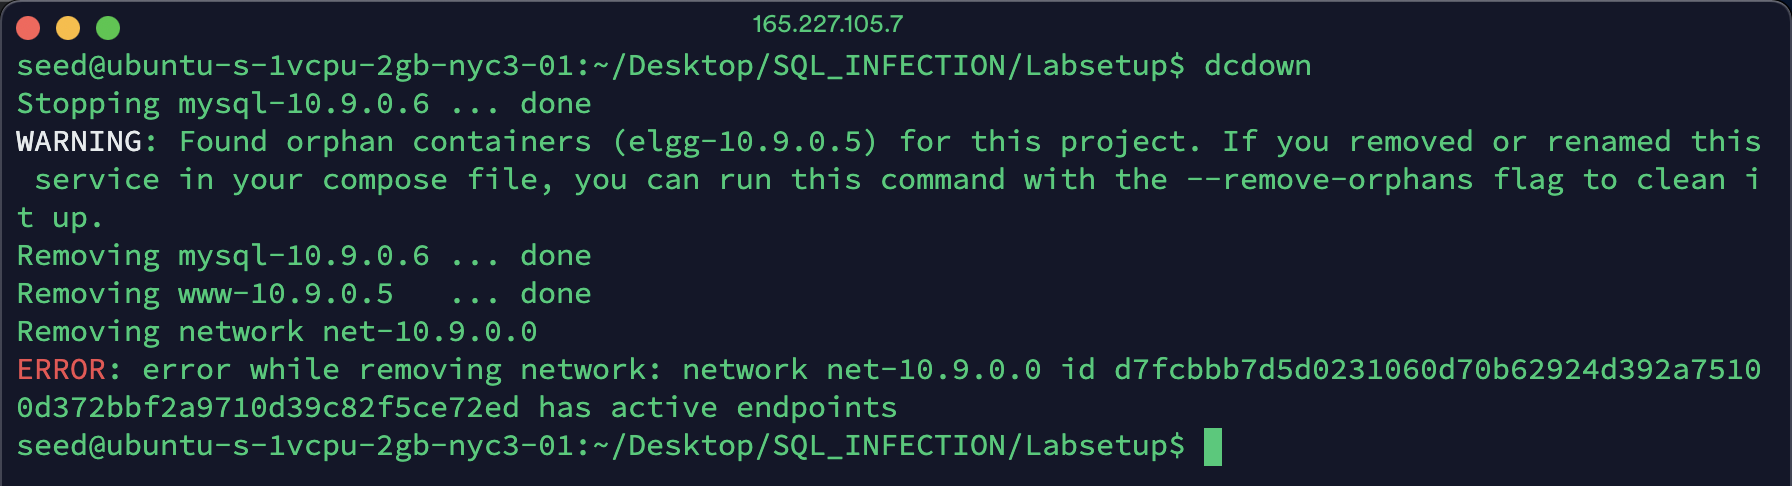 165.227.105.7
seed@ubuntu-s-1vcpu-2gb-nyc3-01:~/Desktop/SQL_INFECTION/Labsetup$ dcdown
Stopping mysql-10.9.0.6 ... done
WARNING: Found orphan containers (elgg-10.9.0.5) for this project. If you removed or renamed this
 service in your compose file, you can run this command with the --remove-orphans flag to clean i
t up.
Removing mysql-10.9.0.6 ... done
Removing www-10.9.0.5   ... done
Removing network net-10.9.0.0
ERROR: error while removing network: network net-10.9.0.0 id d7fcbbb7d5d0231060d70b62924d392a7510
0d372bbf2a9710d39c82f5ce72ed has active endpoints
seed@ubuntu-s-1vcpu-2gb-nyc3-01:~/Desktop/SQL_INFECTION/Labsetup$